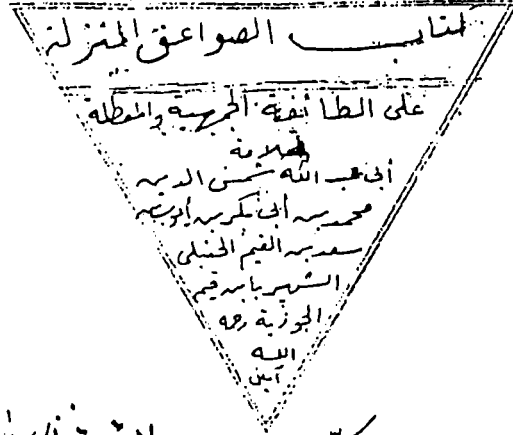 كتاب الصواعق المنزلة
على الطائفة الجهمية والمعطلة
للعلامة
أبي عبد الله شمس الدين
محمد بن أبي بكر بن أيوب بن
سعد بن القيم الحنبلي
الشهير بابن قيم
الجوزية رحمه
الله
آمين